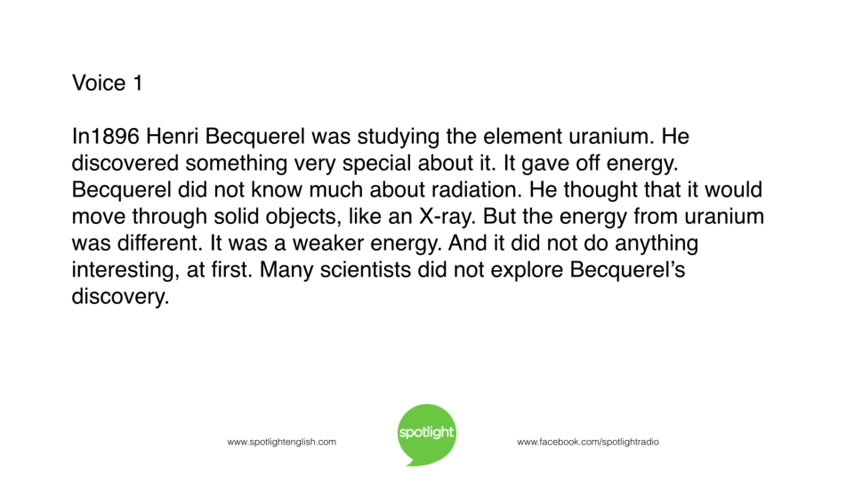 Voice 1
In1896 Henri Becquerel was studying the element uranium. He
discovered something very special about it. It gave off energy.
Becquerel did not know much about radiation. He thought that it would
move through solid objects, like an X-ray. But the energy from uranium
was different. It was a weaker energy. And it did not do anything
interesting, at first. Many scientists did not explore Becquerel’s
discovery.
www.spotlightenglish.com
spotlight
www.facebook.com/spotlightradio